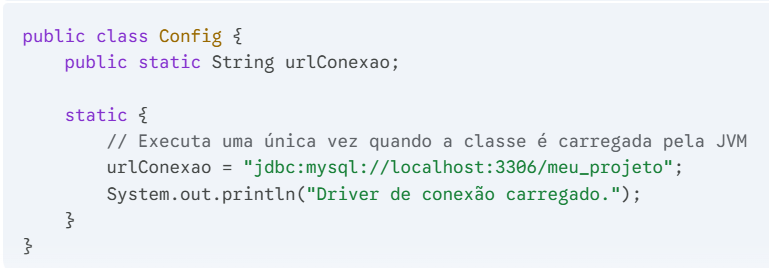 public class Config {
    public static String urlConexao;

    static {
        // Executa uma única vez quando a classe é carregada pela JVM
        urlConexao = "jdbc:mysql://localhost:3306/meu_projeto";
        System.out.println("Driver de conexão carregado.");
    }
}